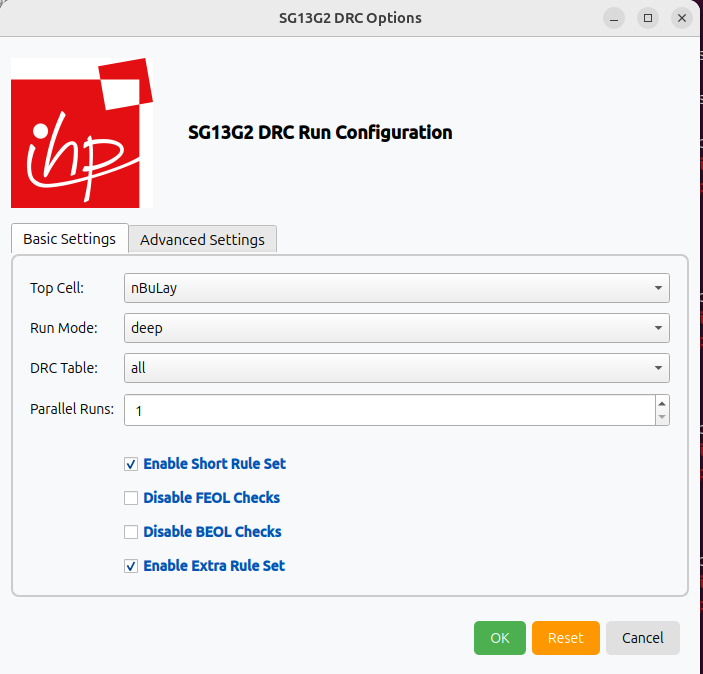 SG13G2 DRC Options
ihp
SG13G2 DRC Run Configuration
Basic Settings
Advanced Settings
Top Cell: nBuLay
Run Mode: deep
DRC Table: all
Parallel Runs: 1
Enable Short Rule Set
Disable FEOL Checks
Disable BEOL Checks
Enable Extra Rule Set
OK Reset Cancel